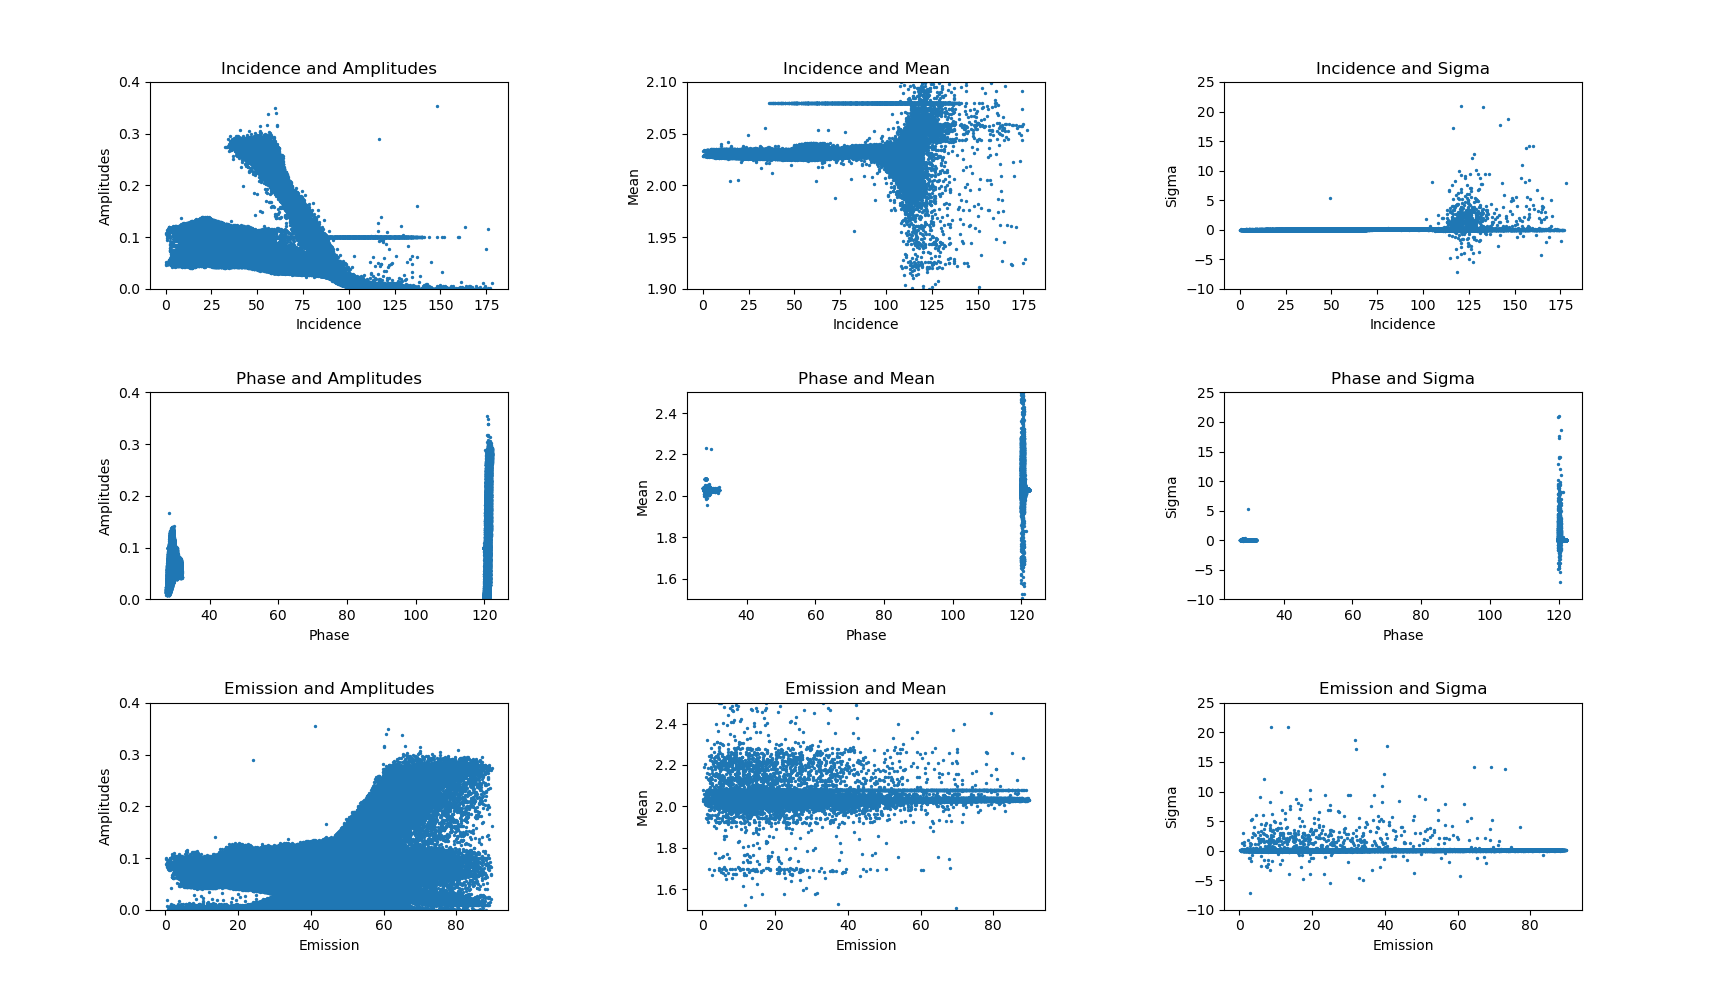 Incidence and Amplitudes
Incidence and Mean
Incidence and Sigma
0.4
0.3
0.2
0.1
0.0
Amplitudes
0 25 50 75 100 125 150 175
Incidence
2.10
2.05
2.00
1.95
1.90
Mean
0 25 50 75 100 125 150 175
Incidence
25
20
15
10
5
0
−5
−10
Sigma
0 25 50 75 100 125 150 175
Incidence
Phase and Amplitudes
Phase and Mean
Phase and Sigma
0.4
0.3
0.2
0.1
0.0
Amplitudes
40 60 80 100 120
Phase
2.4
2.2
2.0
1.8
1.6
Mean
40 60 80 100 120
Phase
25
20
15
10
5
0
−5
−10
Sigma
40 60 80 100 120
Phase
Emission and Amplitudes
Emission and Mean
Emission and Sigma
0.4
0.3
0.2
0.1
0.0
Amplitudes
0 20 40 60 80
Emission
2.4
2.2
2.0
1.8
1.6
Mean
0 20 40 60 80
Emission
25
20
15
10
5
0
−5
−10
Sigma
0 20 40 60 80
Emission